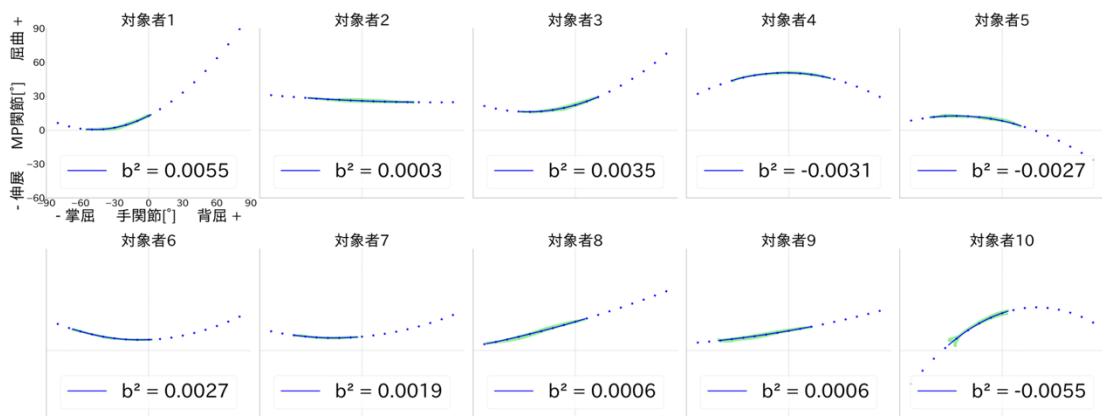 対象者1
対象者2
対象者3
対象者4
対象者5
屈曲 +
MP関節[°]
- 伸展
90
60
30
0
−30
−60
b² = 0.0055
b² = 0.0003
b² = 0.0035
b² = -0.0031
b² = -0.0027
−90
−60
−30
0
30
60
90
- 掌屈 手関節[°] 背屈 +
対象者6
対象者7
対象者8
対象者9
対象者10
b² = 0.0027
b² = 0.0019
b² = 0.0006
b² = 0.0006
b² = -0.0055